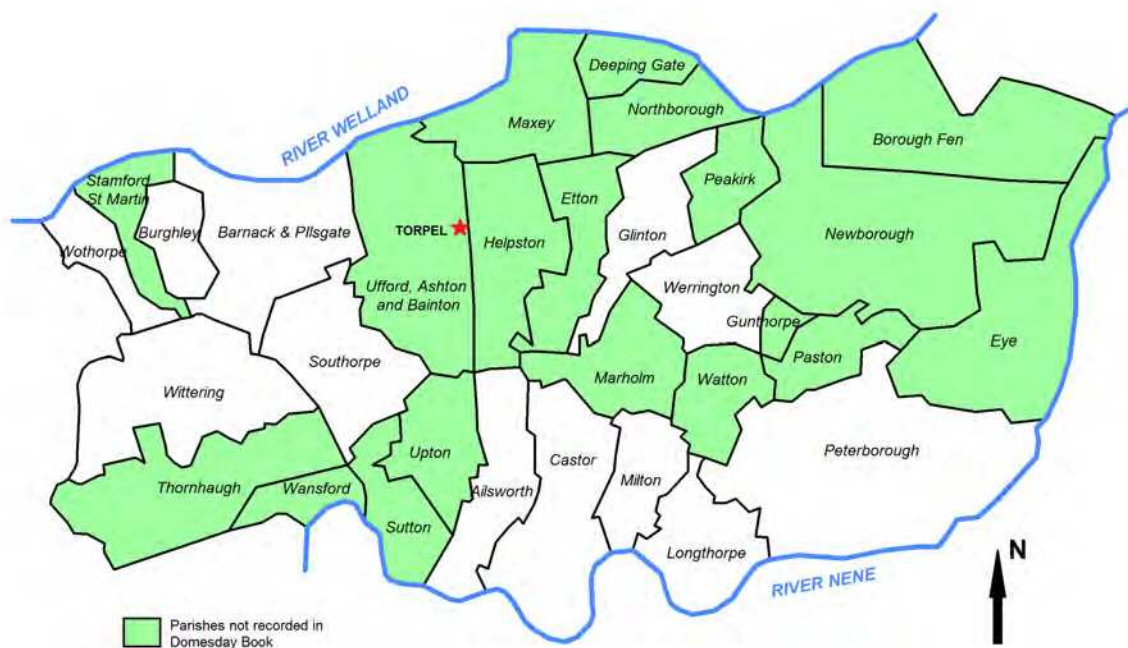 Deeping Gate
Northborough
Maxey
RIVER WELLAND
Borough Fen
Peakirk
Stamford
St Martin
Etton
Burghley
Barnack & PIlsgate
TORPEL
Helpston
Glinton
Newborough
Wothorpe
Ufford, Ashton
and Bainton
Werrington
Gunthorpe
Eye
Southorpe
Paston
Marholm
Watton
Wittering
Upton
Castor
Peterborough
Thornhaugh
Wansford
Ailsworth
Milton
Sutton
Longthorpe
N
RIVER NENE
Parishes not recorded in
Domesday Book